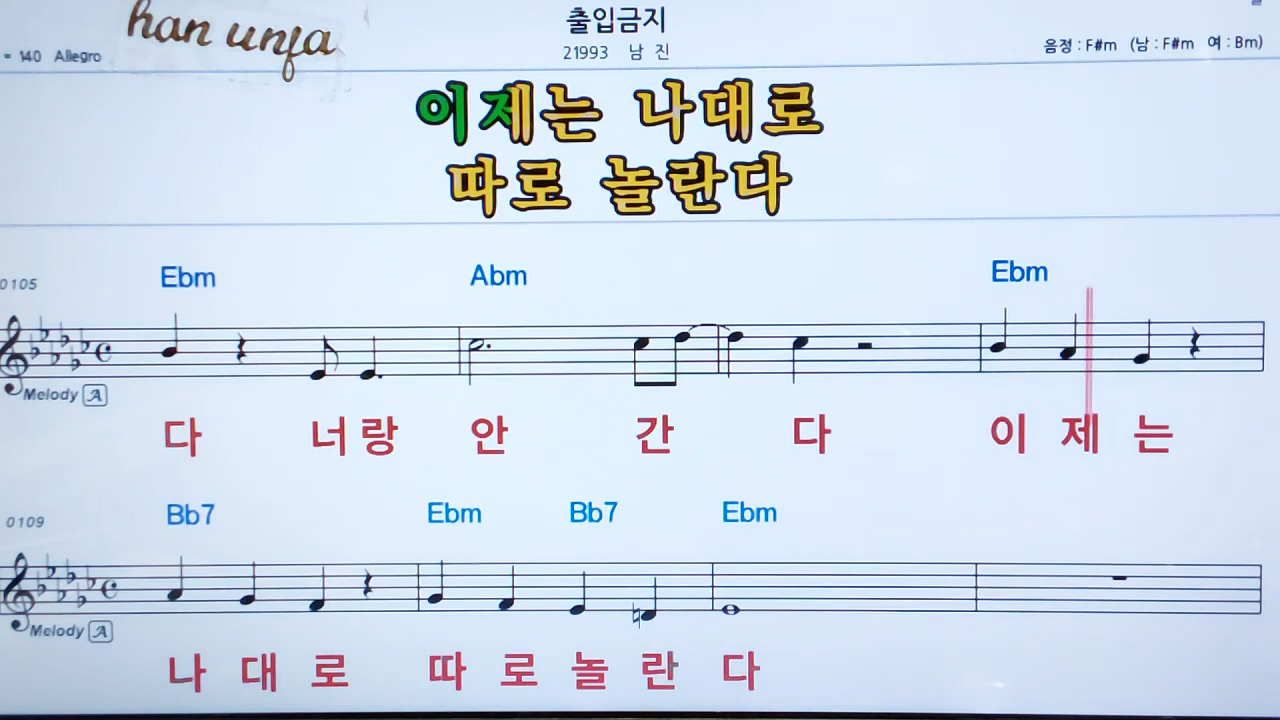 han unfa
출입금지
= 140 Allegro
21993 남 진
음정 : F#m (남 : F#m 여 : Bm)
이제는 나대로
따로 놀란다
0105
Ebm Abm Ebm
Melody A
다 너랑 안 간 다 이 제 는
0109
Bb7 Ebm Bb7 Ebm
Melody A
나 대 로 따 로 놀 란 다